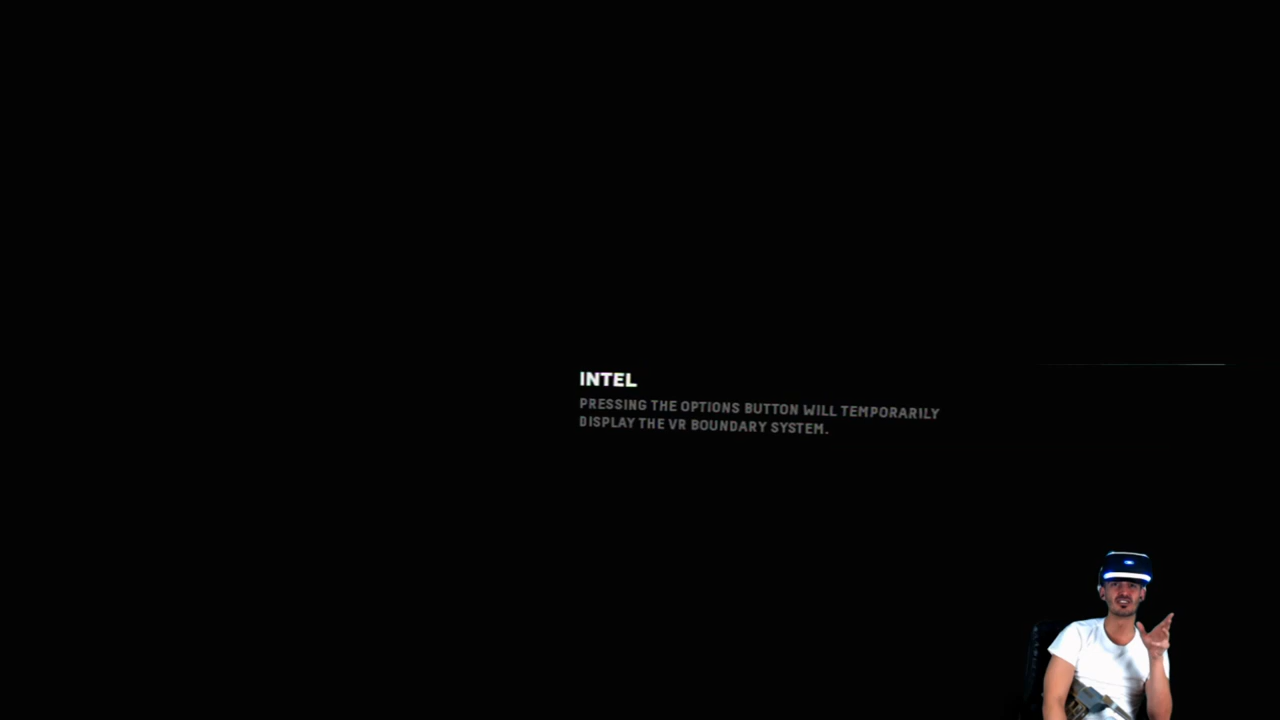 INTEL
PRESSING THE OPTIONS BUTTON WILL TEMPORARILY
DISPLAY THE VR BOUNDARY SYSTEM.